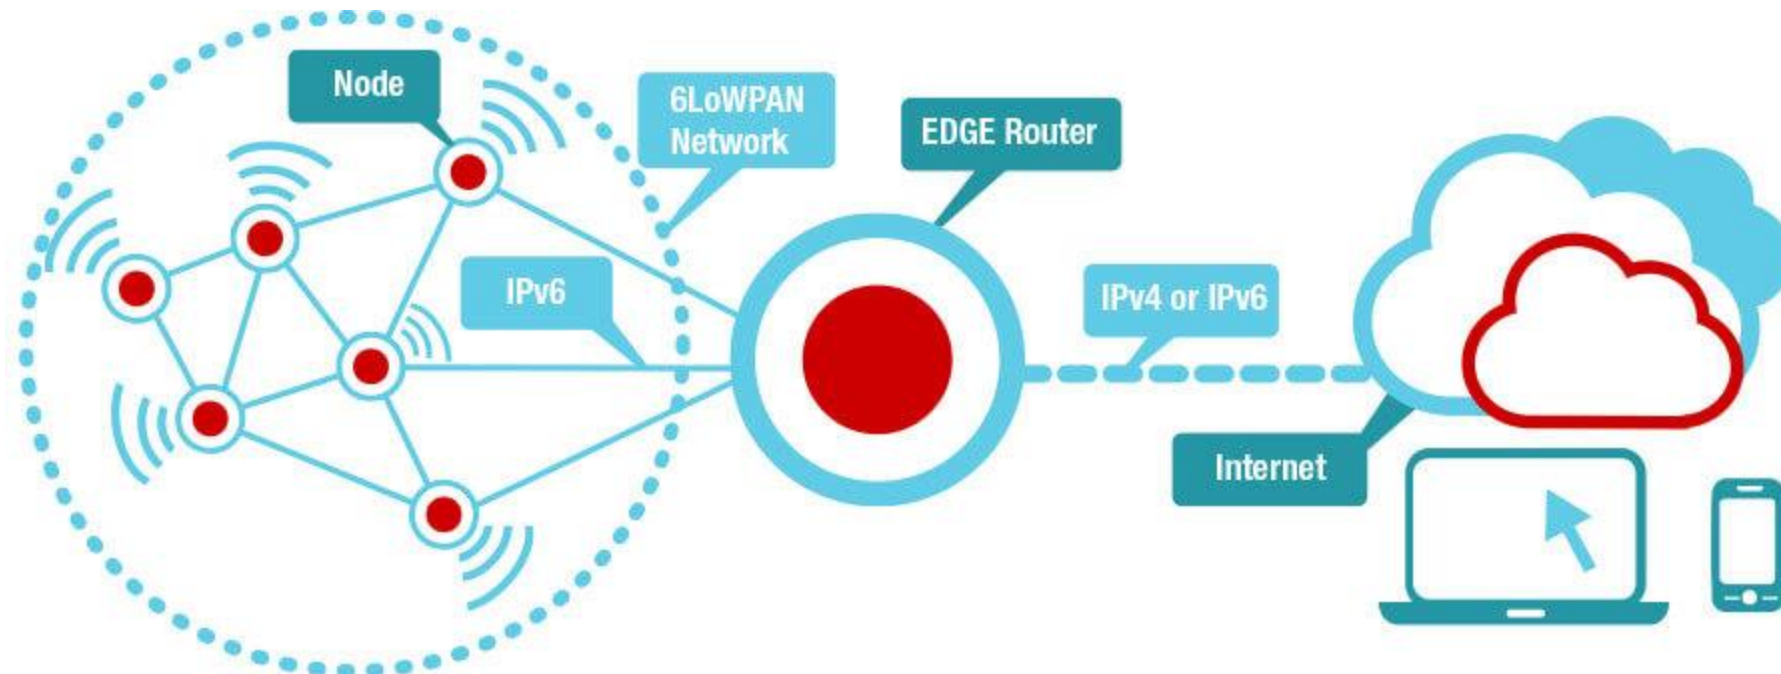 Node
6LoWPAN
Network
EDGE Router
IPv6
IPv4 or IPv6
Internet